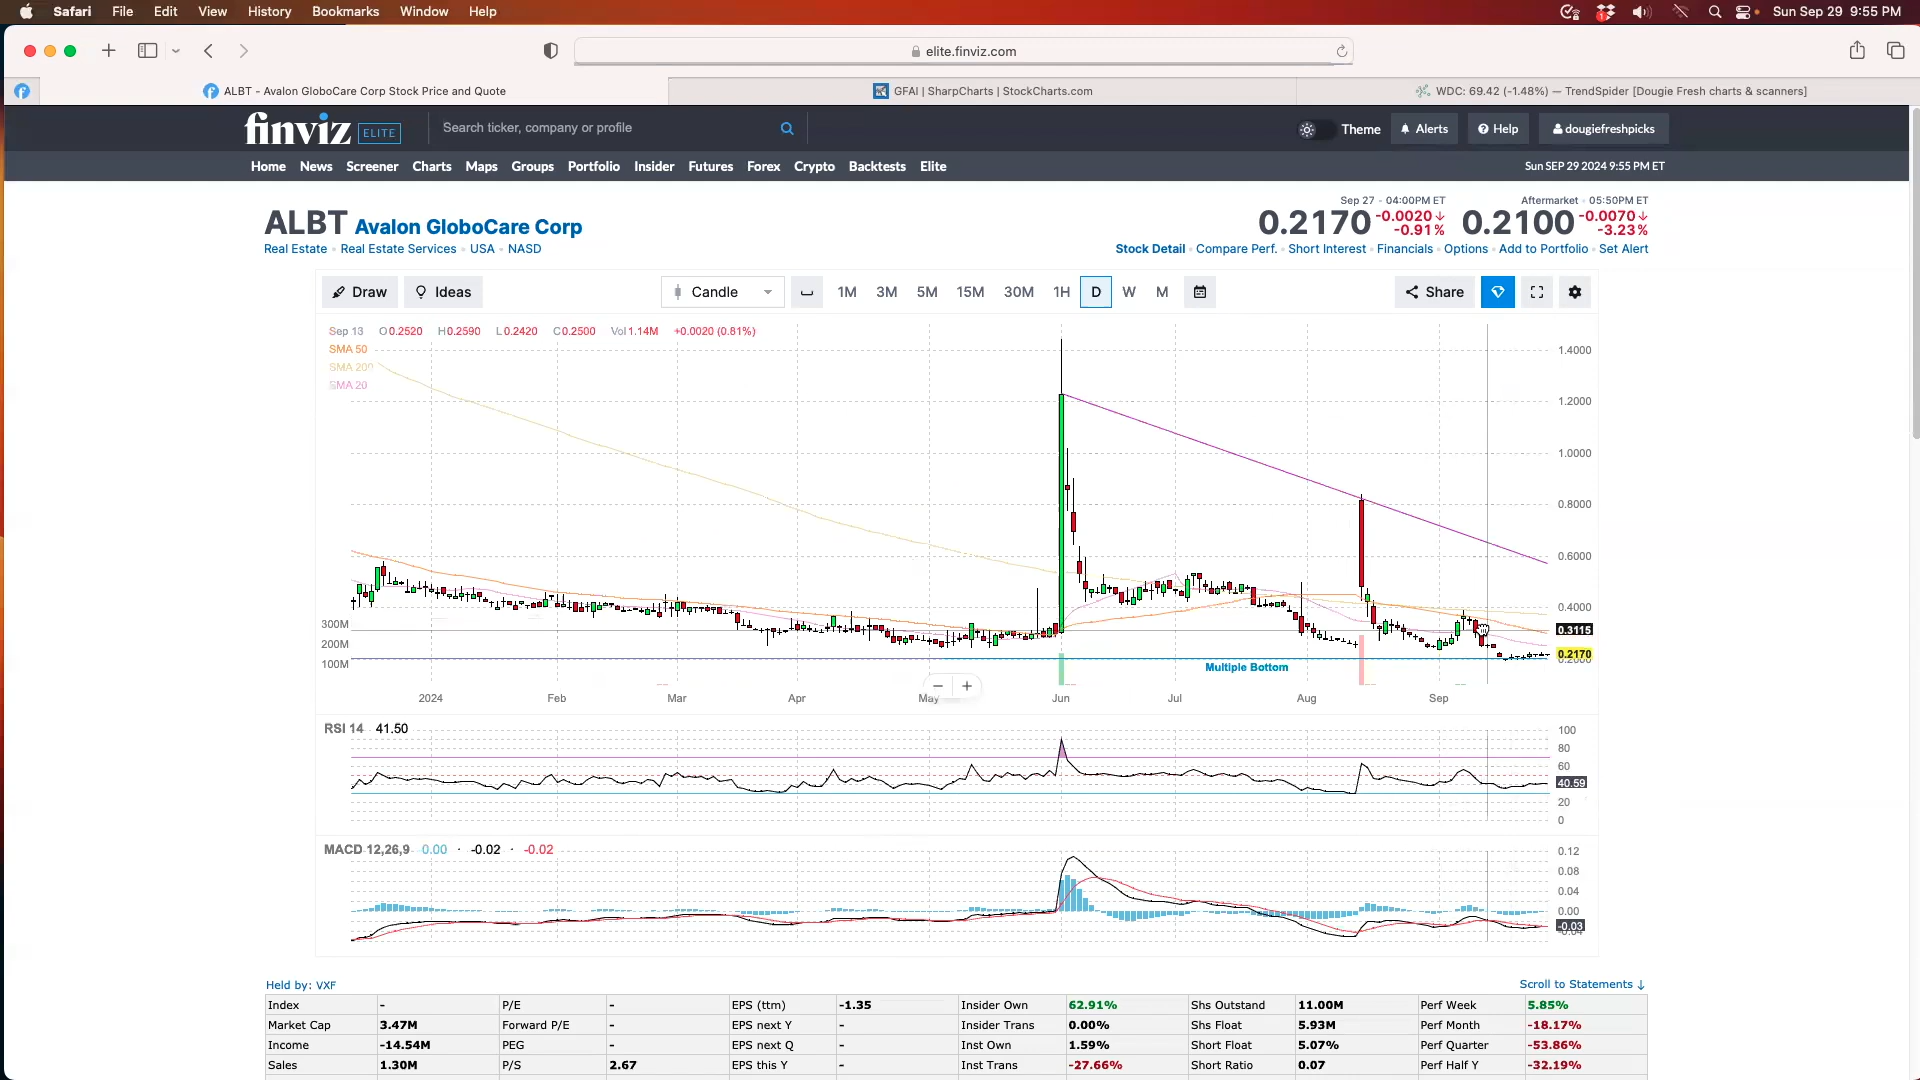 Safari File Edit View History Bookmarks Window Help Sun Sep 29 9:55 PM
elite.finviz.com
ALBT - Avalon GloboCare Corp Stock Price and Quote
GFAI | SharpCharts | StockCharts.com
WDC: 69.42 (-1.48%) — TrendSpider [Dougie Fresh charts & scanners]
finviz ELITE
Search ticker, company or profile
Theme Alerts Help dougiefreshpicks
Home News Screener Charts Maps Groups Portfolio Insider Futures Forex Crypto Backtests Elite
Sun SEP 29 2024 9:55 PM ET
ALBT Avalon GloboCare Corp
Real Estate • Real Estate Services • USA • NASD
Sep 27 - 04:00PM ET
0.2170 -0.0020 ↓
-0.91%
Aftermarket - 05:50PM ET
0.2100 -0.0070 ↓
-3.23%
Stock Detail • Compare Perf. • Short Interest • Financials • Options • Add to Portfolio • Set Alert
Draw Ideas Candle 1M 3M 5M 15M 30M 1H D W M Share
Sep 13 O 0.2520 H 0.2590 L 0.2420 C 0.2500 Vol 1.14M +0.0020 (0.81%)
SMA 50
SMA 200
SMA 20
1.4000
1.2000
1.0000
0.8000
0.6000
0.4000
0.3115
0.2170
0.2000
300M
200M
100M
Multiple Bottom
2024 Feb Mar Apr May Jun Jul Aug Sep
RSI 14 41.50
100
80
60
40.59
20
0
MACD 12,26,9 0.00 · -0.02 · -0.02
0.12
0.08
0.04
0.00
-0.03
-0.04
Held by: VXF
Scroll to Statements ↓
Index - P/E - EPS (ttm) -1.35 Insider Own 62.91% Shs Outstand 11.00M Perf Week 5.85%
Market Cap 3.47M Forward P/E - EPS next Y - Insider Trans 0.00% Shs Float 5.93M Perf Month -18.17%
Income -14.54M PEG - EPS next Q - Inst Own 1.59% Short Float 5.07% Perf Quarter -53.86%
Sales 1.30M P/S 2.67 EPS this Y - Inst Trans -27.66% Short Ratio 0.07 Perf Half Y -32.19%